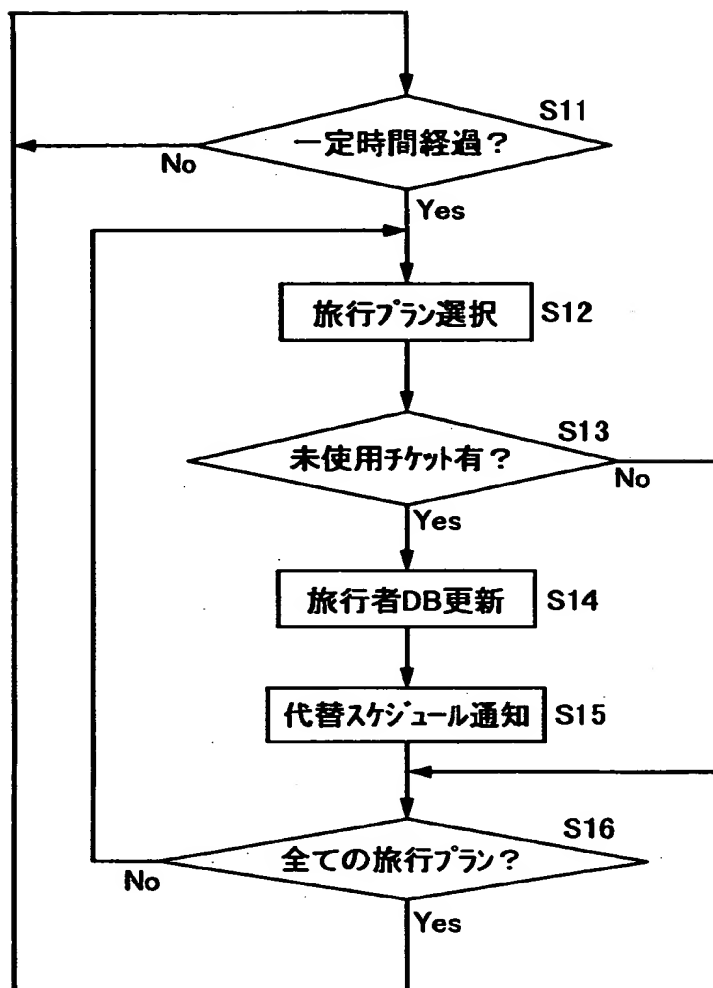 S11
一定時間経過？
No
Yes
旅行プラン選択
S12
S13
未使用チケット有？
No
Yes
旅行者DB更新
S14
代替スケジュール通知
S15
S16
全ての旅行プラン？
No
Yes